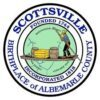 SCOTTSVILLE
FOUNDED 1744
INCORPORATED 1818
BIRTHPLACE of ALBEMARLE COUNTY